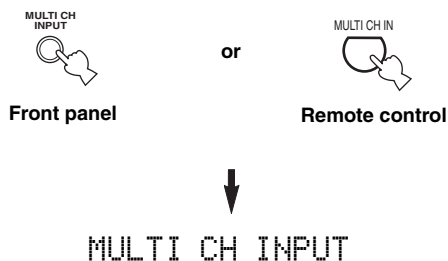 MULTI CH
INPUT
MULTI CH IN
or
Front panel
Remote control
MULTI CH INPUT